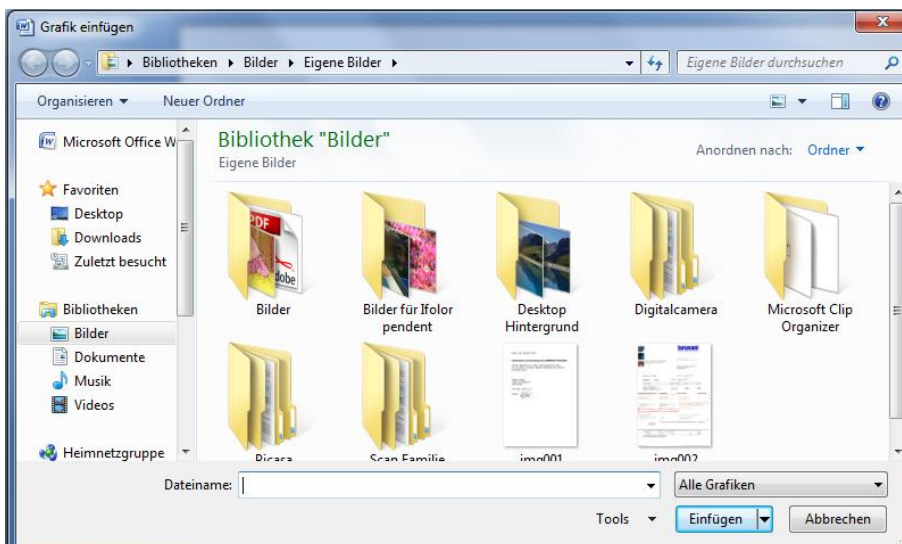 Grafik einfügen
Bibliotheken Bilder Eigene Bilder
Eigene Bilder durchsuchen
Organisieren
Neuer Ordner
Microsoft Office W
Favoriten
Desktop
Downloads
Zuletzt besucht
Bibliotheken
Bilder
Dokumente
Musik
Videos
Heimnetzgruppe
Bibliothek "Bilder"
Eigene Bilder
Anordnen nach: Ordner
PDF
Adobe
Bilder
Bilder für Ifolor
pendent
Desktop
Hintergrund
Digitalcamera
Microsoft Clip
Organizer
Picasa
Scan Familie
img001
img002
Dateiname:
Alle Grafiken
Tools
Einfügen
Abbrechen